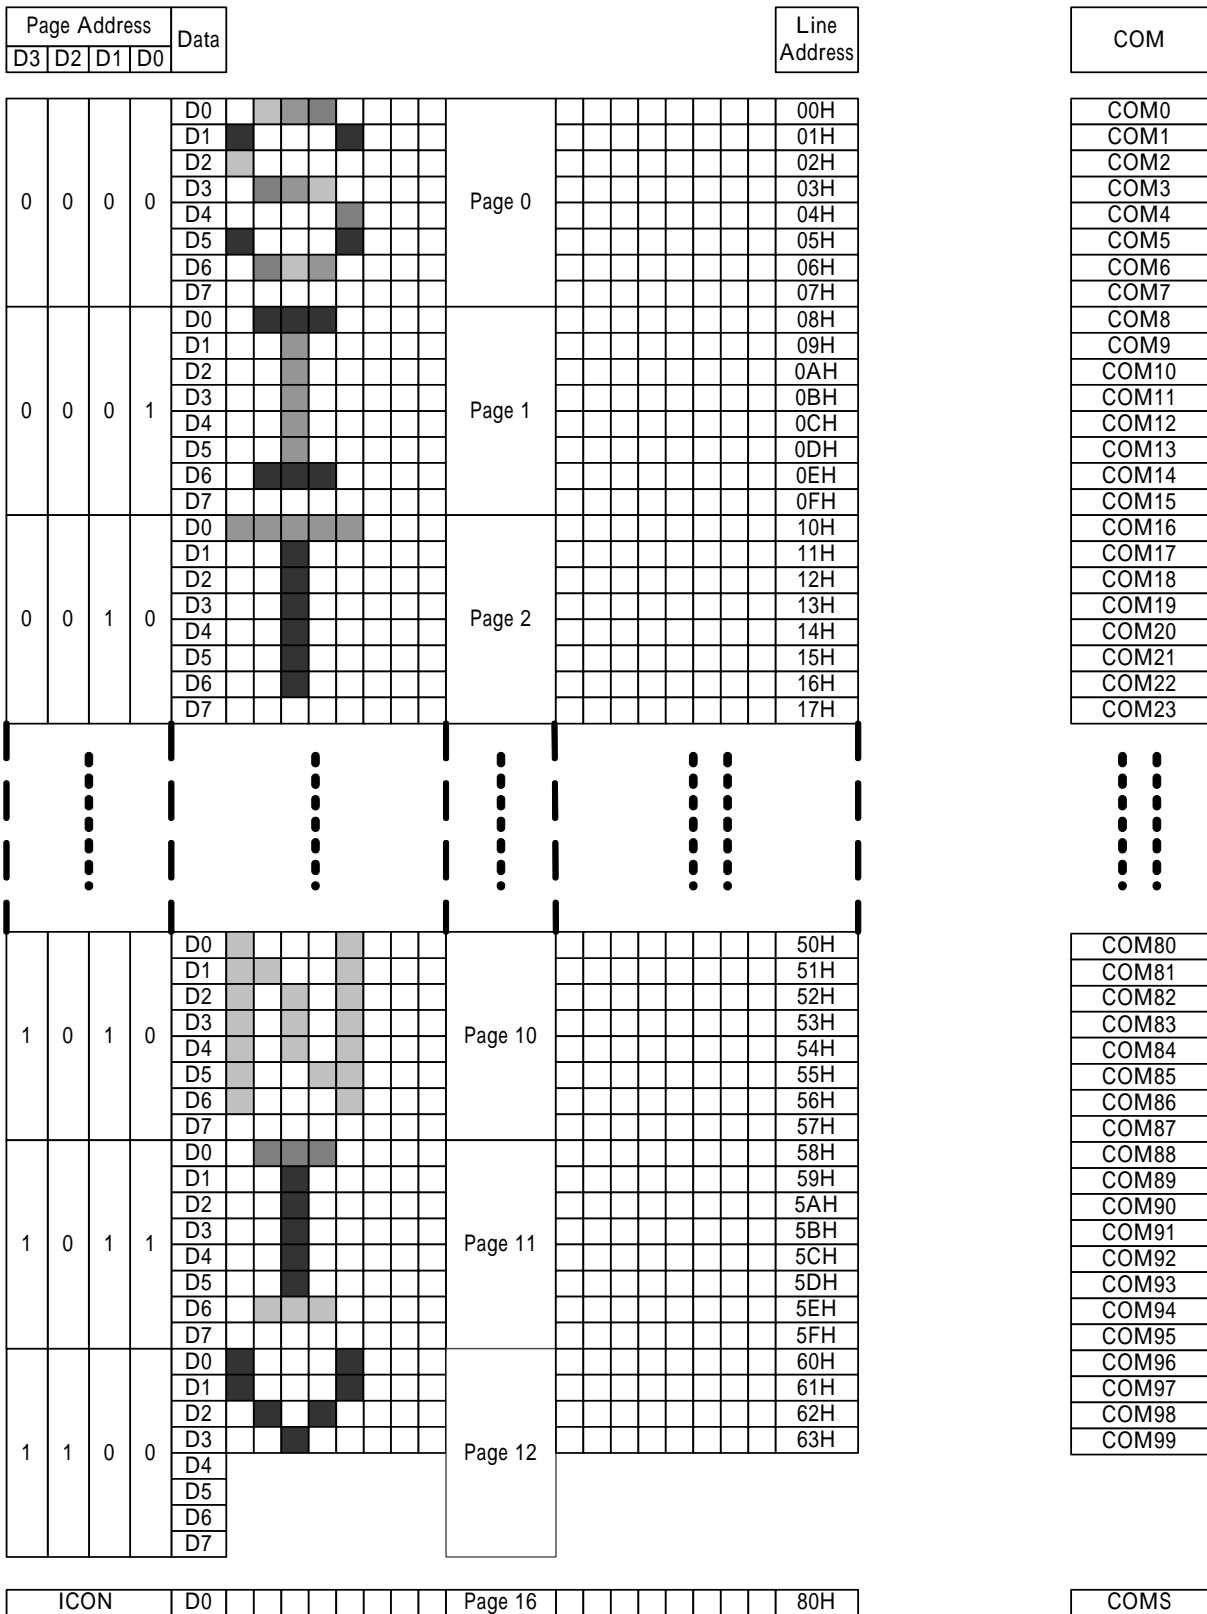 Page Address Data Line Address COM
D3 D2 D1 D0
D0 00H COM0
D1 01H COM1
D2 02H COM2
D3 03H COM3
0 0 0 0 Page 0
D4 04H COM4
D5 05H COM5
D6 06H COM6
D7 07H COM7
D0 08H COM8
D1 09H COM9
D2 0AH COM10
D3 0BH COM11
0 0 0 1 Page 1
D4 0CH COM12
D5 0DH COM13
D6 0EH COM14
D7 0FH COM15
D0 10H COM16
D1 11H COM17
D2 12H COM18
D3 13H COM19
0 0 1 0 Page 2
D4 14H COM20
D5 15H COM21
D6 16H COM22
D7 17H COM23
D0 50H COM80
D1 51H COM81
D2 52H COM82
D3 53H COM83
1 0 1 0 Page 10
D4 54H COM84
D5 55H COM85
D6 56H COM86
D7 57H COM87
D0 58H COM88
D1 59H COM89
D2 5AH COM90
D3 5BH COM91
1 0 1 1 Page 11
D4 5CH COM92
D5 5DH COM93
D6 5EH COM94
D7 5FH COM95
D0 60H COM96
D1 61H COM97
D2 62H COM98
D3 63H COM99
1 1 0 0 Page 12
D4
D5
D6
D7
ICON D0 Page 16 80H COMS